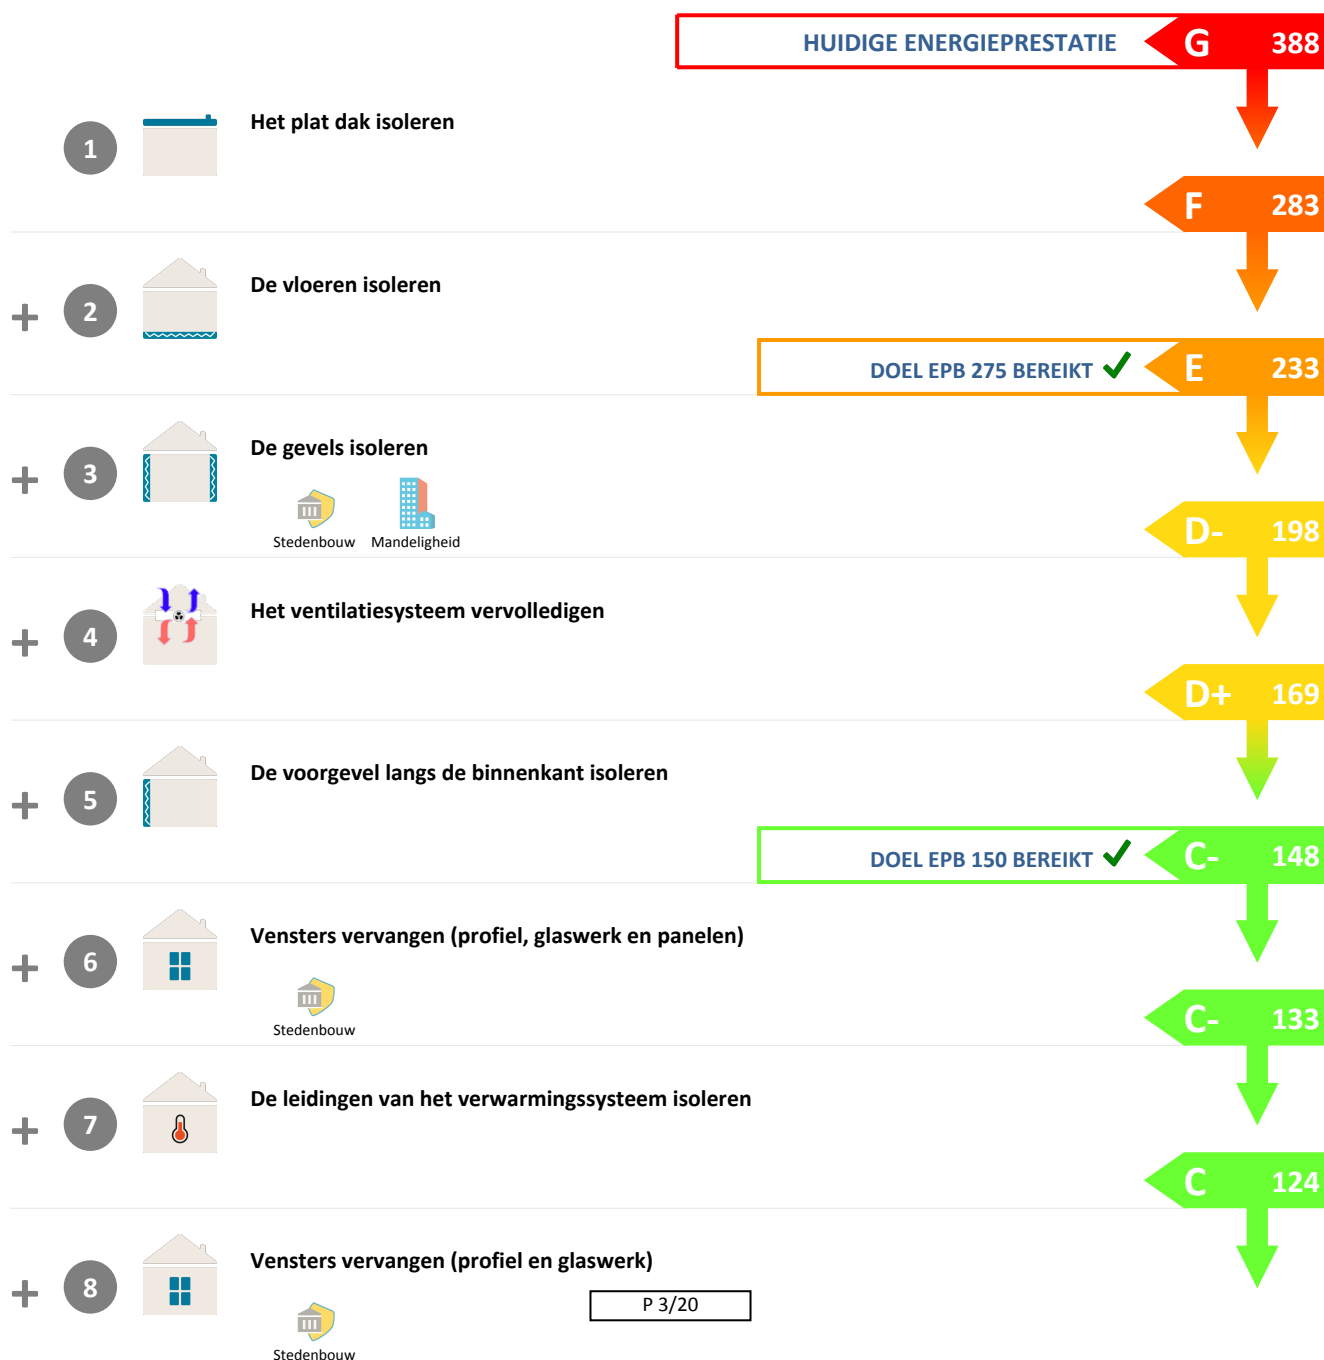 HUIDIGE ENERGIEPRESTATIE G 388
1 Het plat dak isoleren
F 283
+ 2 De vloeren isoleren
DOEL EPB 275 BEREIKT ✓ E 233
+ 3 De gevels isoleren
Stedenbouw Mandeligheid
D- 198
+ 4 Het ventilatiesysteem vervolledigen
D+ 169
+ 5 De voorgevel langs de binnenkant isoleren
DOEL EPB 150 BEREIKT ✓ C- 148
+ 6 Vensters vervangen (profiel, glaswerk en panelen)
Stedenbouw
C- 133
+ 7 De leidingen van het verwarmingssysteem isoleren
C 124
+ 8 Vensters vervangen (profiel en glaswerk)
P 3/20
Stedenbouw